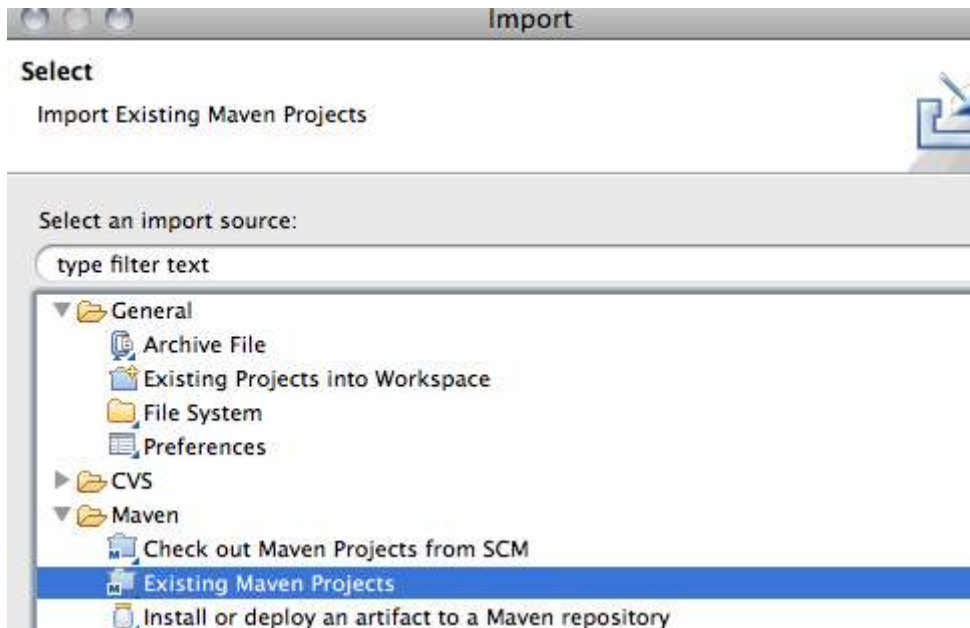 Import
Select
Import Existing Maven Projects
Select an import source:
type filter text
General
Archive File
Existing Projects into Workspace
File System
Preferences
CVS
Maven
Check out Maven Projects from SCM
Existing Maven Projects
Install or deploy an artifact to a Maven repository